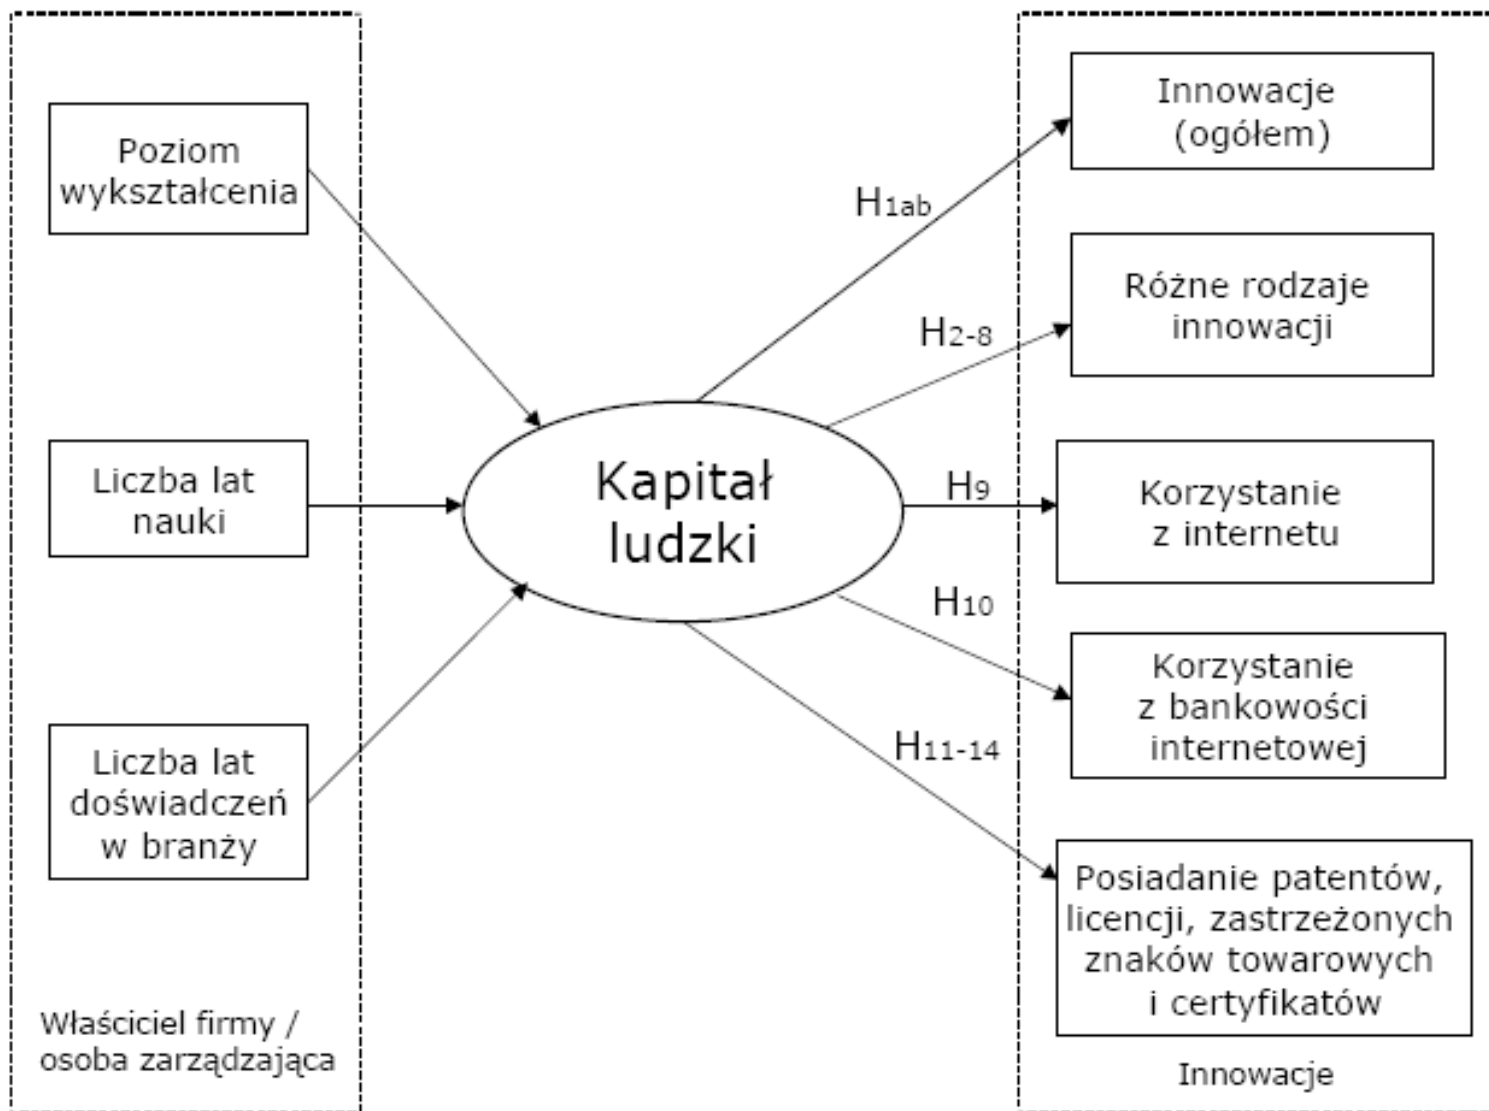 Poziom
wykształcenia
Liczba lat
nauki
Liczba lat
doświadczeń
w branży
Właściciel firmy /
osoba zarządzająca
Kapitał
ludzki
H1ab
H2-8
H9
H10
H11-14
Innowacje
(ogółem)
Różne rodzaje
innowacji
Korzystanie
z internetu
Korzystanie
z bankowości
internetowej
Posiadanie patentów,
licencji, zastrzeżonych
znaków towarowych
i certyfikatów
Innowacje